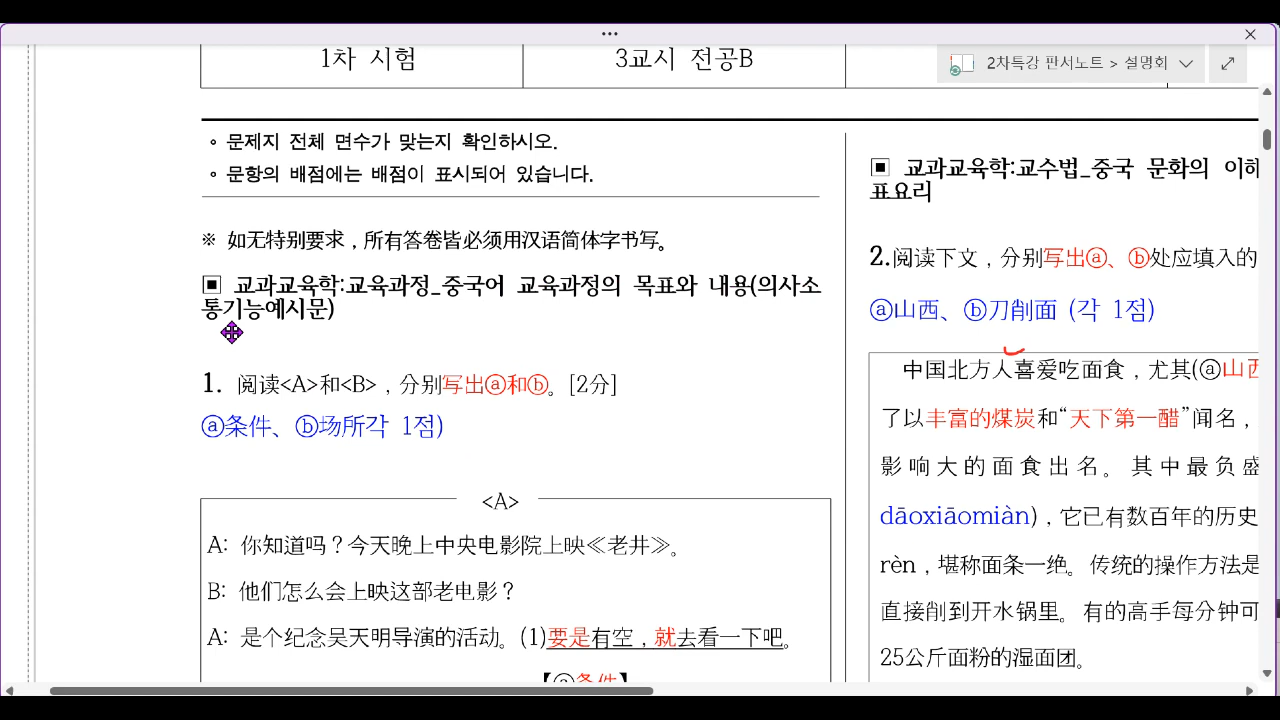 1차 시험
3교시 전공B
2차특강 판서노트 > 설명회
∘ 문제지 전체 면수가 맞는지 확인하시오.
∘ 문항의 배점에는 배점이 표시되어 있습니다.
※ 如无特别要求，所有答卷皆必须用汉语简体字书写。
▣ 교과교육학:교육과정_중국어 교육과정의 목표와 내용(의사소
통기능예시문)
1. 阅读<A>和<B>，分别写出ⓐ和ⓑ。[2分]
ⓐ条件、ⓑ场所각 1점)
<A>
A: 你知道吗？今天晚上中央电影院上映≪老井≫。
B: 他们怎么会上映这部老电影？
A: 是个纪念吴天明导演的活动。(1)要是有空，就去看一下吧。
【ⓐ条件】
▣ 교과교육학:교수법_중국 문화의 이해
표요리
2.阅读下文，分别写出ⓐ、ⓑ处应填入的
ⓐ山西、ⓑ刀削面 (각 1점)
中国北方人喜爱吃面食，尤其(ⓐ山西
了以丰富的煤炭和“天下第一醋”闻名，
影响大的面食出名。其中最负盛
dāoxiāomiàn)，它已有数百年的历史
rèn，堪称面条一绝。传统的操作方法是
直接削到开水锅里。有的高手每分钟可
25公斤面粉的湿面团。